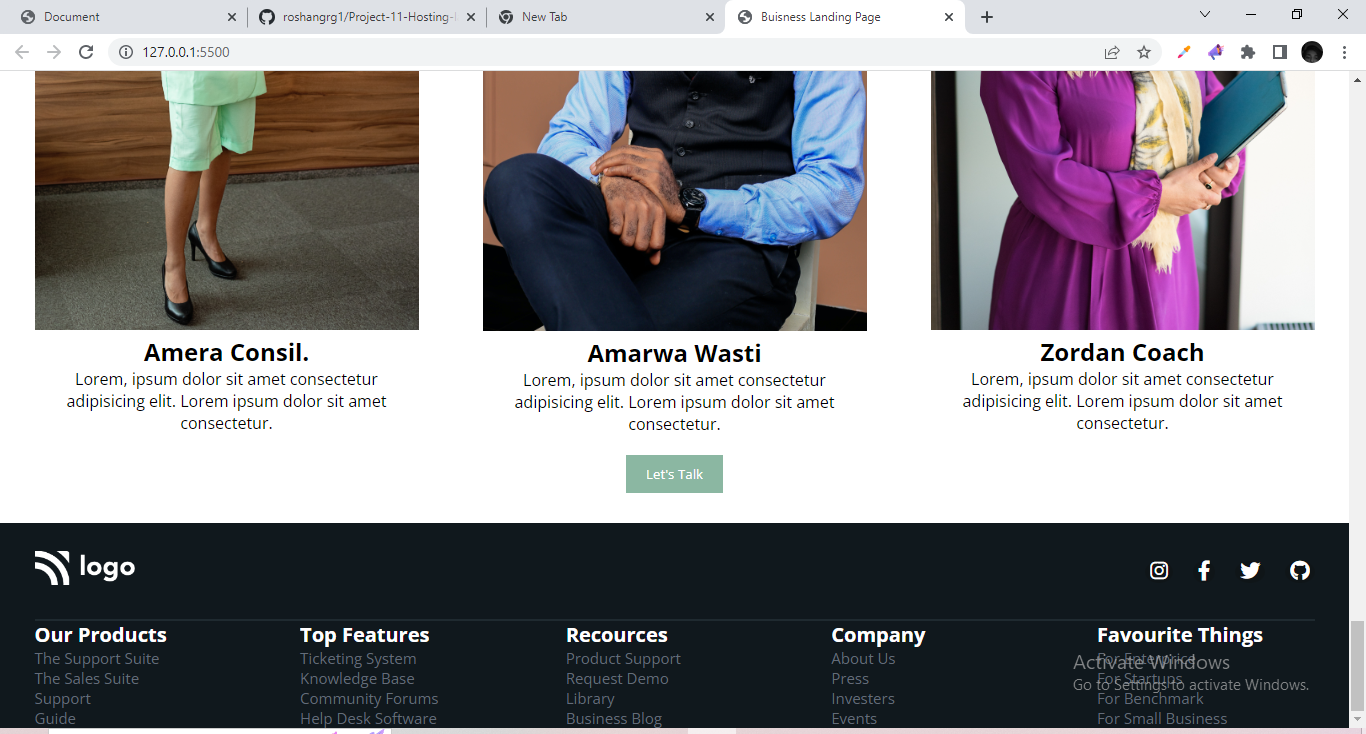 Document
roshangrg1/Project-11-Hosting-
New Tab
Buisness Landing Page
127.0.0.1:5500
Amera Consil.
Lorem, ipsum dolor sit amet consectetur
adipisicing elit. Lorem ipsum dolor sit amet
consectetur.
Amarwa Wasti
Lorem, ipsum dolor sit amet consectetur
adipisicing elit. Lorem ipsum dolor sit amet
consectetur.
Zordan Coach
Lorem, ipsum dolor sit amet consectetur
adipisicing elit. Lorem ipsum dolor sit amet
consectetur.
Let's Talk
logo
Our Products
The Support Suite
The Sales Suite
Support
Guide
Top Features
Ticketing System
Knowledge Base
Community Forums
Help Desk Software
Recources
Product Support
Request Demo
Library
Business Blog
Company
About Us
Press
Investers
Events
Favourite Things
For Enterprice
For Startups
For Benchmark
For Small Business
Activate Windows
Go to Settings to activate Windows.